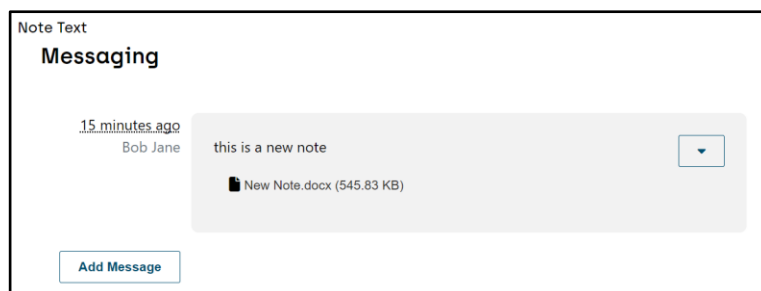 Note Text
Messaging
15 minutes ago
Bob Jane
this is a new note
New Note.docx (545.83 KB)
Add Message